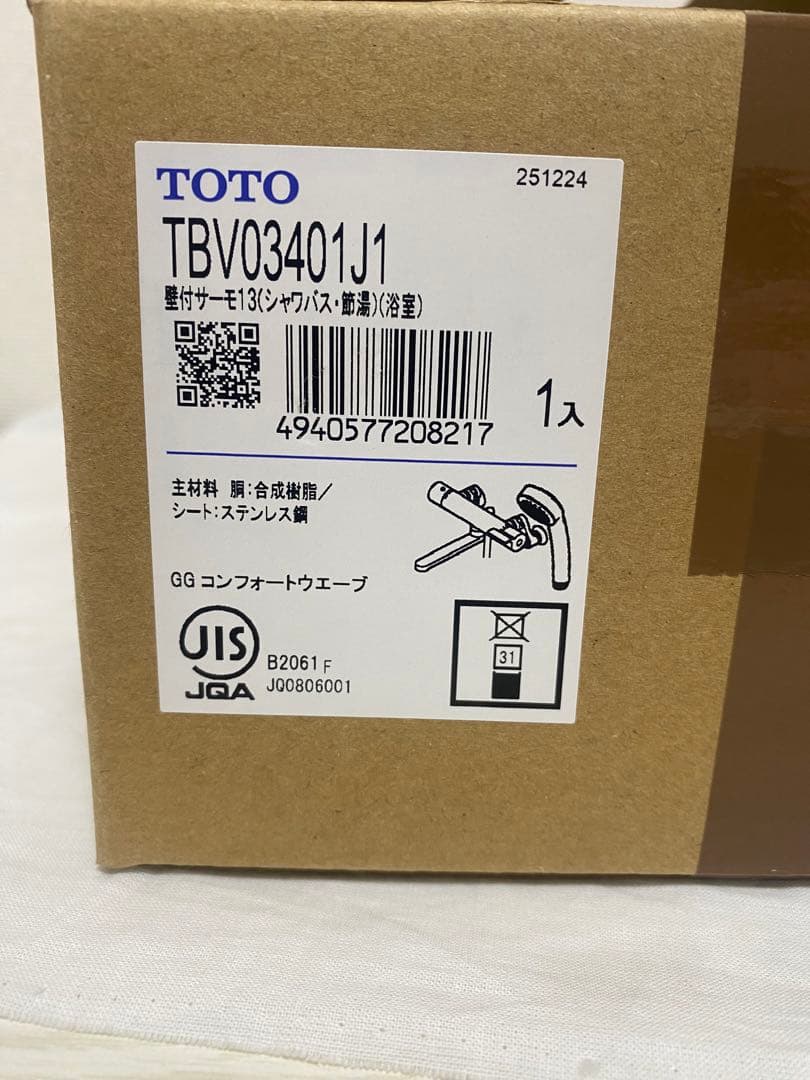 TOTO
251224
TBV03401J1
壁付サーモ13(シャワバス・節湯)(浴室)
4940577208217
1入
主材料 胴:合成樹脂/
シート:ステンレス鋼
GG コンフォートウエーブ
JIS
JQA
B2061 F
JQ0806001
31